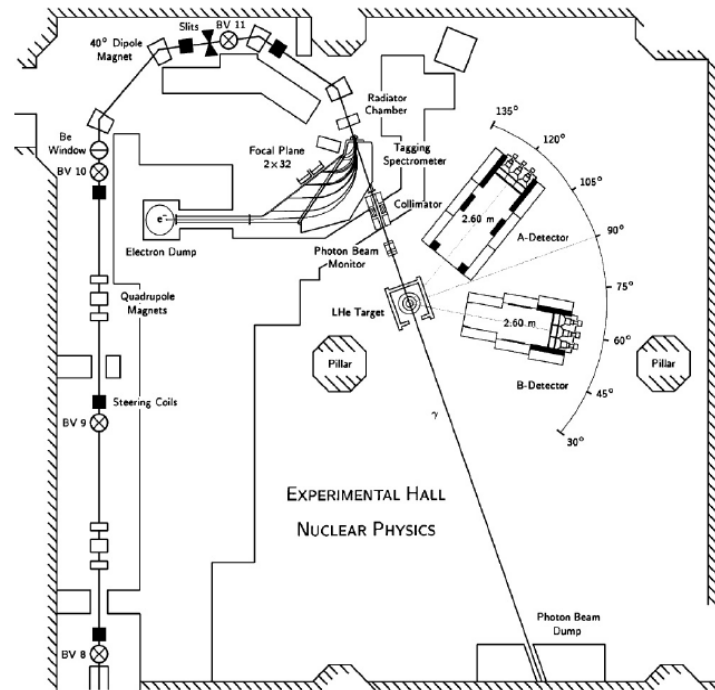 Slits
BV 11
40° Dipole
Magnet
Radiator
Chamber
135°
120°
Be
Window
BV 10
Focal Plane
2 × 32
Tagging
Spectrometer
105°
2.60 m
Collimator
A-Detector
90°
Electron Dump
e⁻
Photon Beam
Monitor
75°
Quadrupole
Magnets
LHe Target
2.60 m
60°
Pillar
Pillar
B-Detector
Steering Coils
45°
BV 9
γ
30°
EXPERIMENTAL HALL
NUCLEAR PHYSICS
Photon Beam
Dump
BV 8